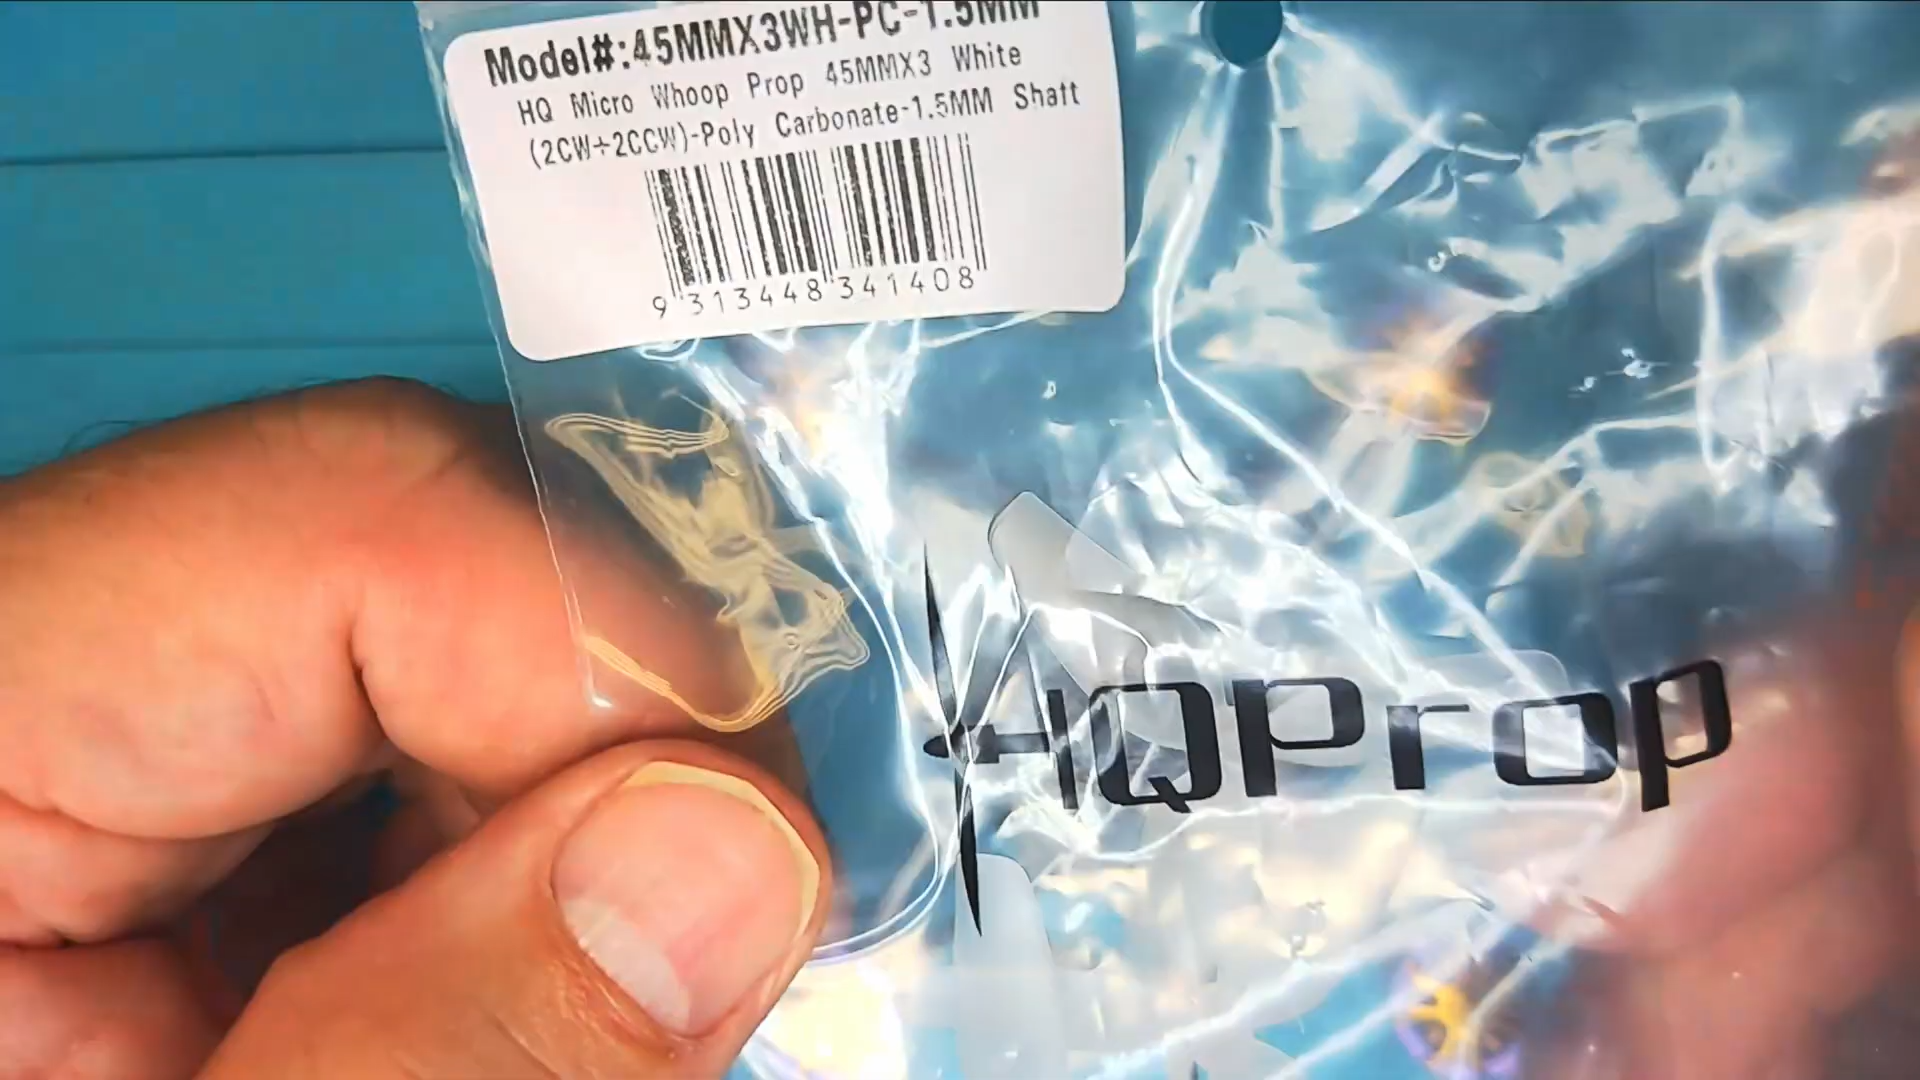 Model#:45MMX3WH-PC-1.5MM
HQ Micro Whoop Prop 45MMX3 White
(2CW+2CCW)-Poly Carbonate-1.5MM Shaft
9 313448 341408
HQProp